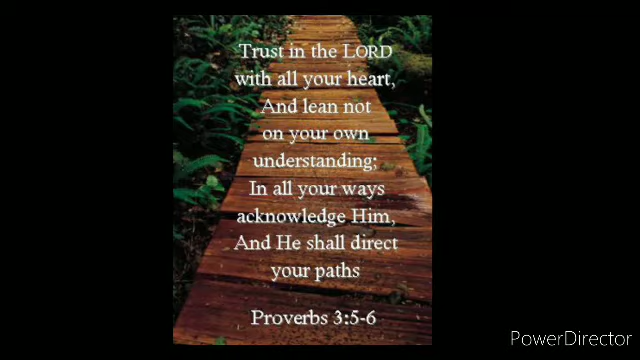 Trust in the LORD
with all your heart,
And lean not
on your own
understanding;
In all your ways
acknowledge Him,
And He shall direct
your paths
Proverbs 3:5-6
PowerDirector